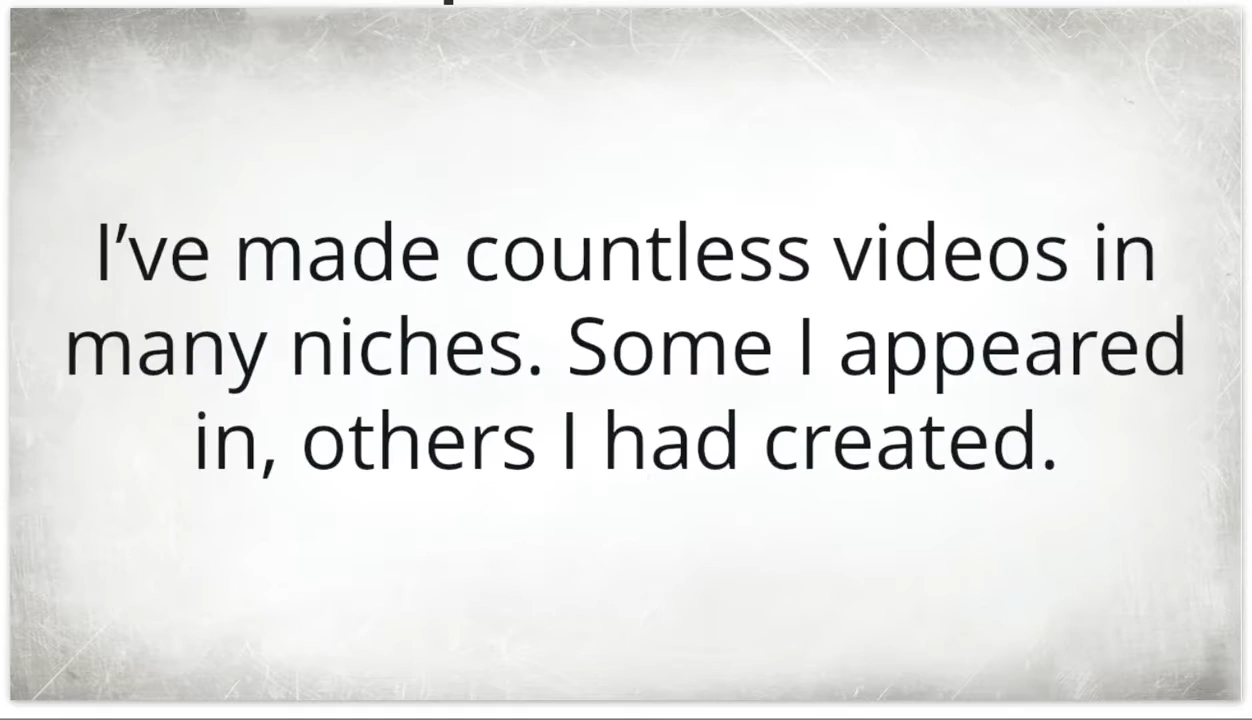 I’ve made countless videos in
many niches. Some I appeared
in, others I had created.